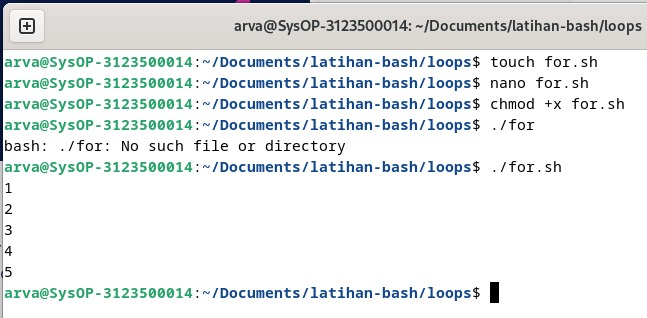 arva@SysOP-3123500014: ~/Documents/latihan-bash/loops
arva@SysOP-3123500014:~/Documents/latihan-bash/loops$ touch for.sh
arva@SysOP-3123500014:~/Documents/latihan-bash/loops$ nano for.sh
arva@SysOP-3123500014:~/Documents/latihan-bash/loops$ chmod +x for.sh
arva@SysOP-3123500014:~/Documents/latihan-bash/loops$ ./for
bash: ./for: No such file or directory
arva@SysOP-3123500014:~/Documents/latihan-bash/loops$ ./for.sh
1
2
3
4
5
arva@SysOP-3123500014:~/Documents/latihan-bash/loops$